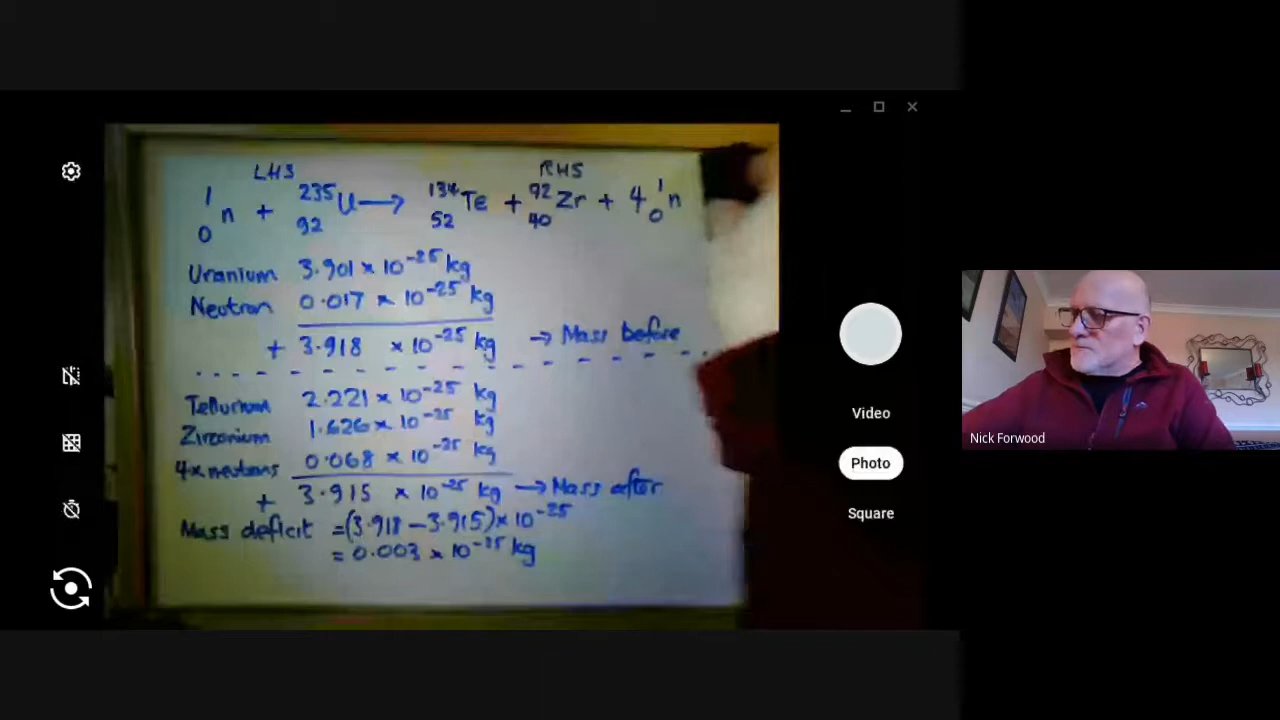 LHS RHS
1 0 n + 235 92 U → 134 52 Te + 92 40 Zr + 4 1 0 n
Uranium 3.901 × 10⁻²⁵ kg
Neutron 0.017 × 10⁻²⁵ kg
+ 3.918 × 10⁻²⁵ kg → Mass before
Tellurium 2.221 × 10⁻²⁵ kg
Zirconium 1.626 × 10⁻²⁵ kg
4× neutrons 0.068 × 10⁻²⁵ kg
+ 3.915 × 10⁻²⁵ kg → Mass after
Mass deficit = (3.918 – 3.915) × 10⁻²⁵
= 0.003 × 10⁻²⁵ kg
Video
Photo
Square
Nick Forwood